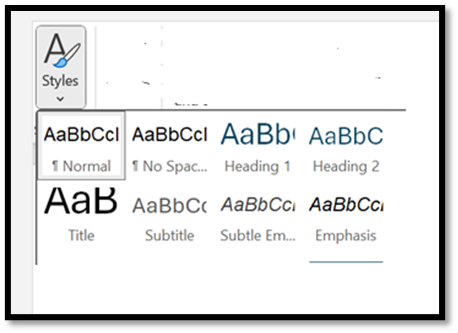 Styles
AaBbCcI AaBbCcI AaBb( AaBbC
¶ Normal ¶ No Spac... Heading 1 Heading 2
AaB AaBbC( AaBbCcI AaBbCcI
Title Subtitle Subtle Em... Emphasis